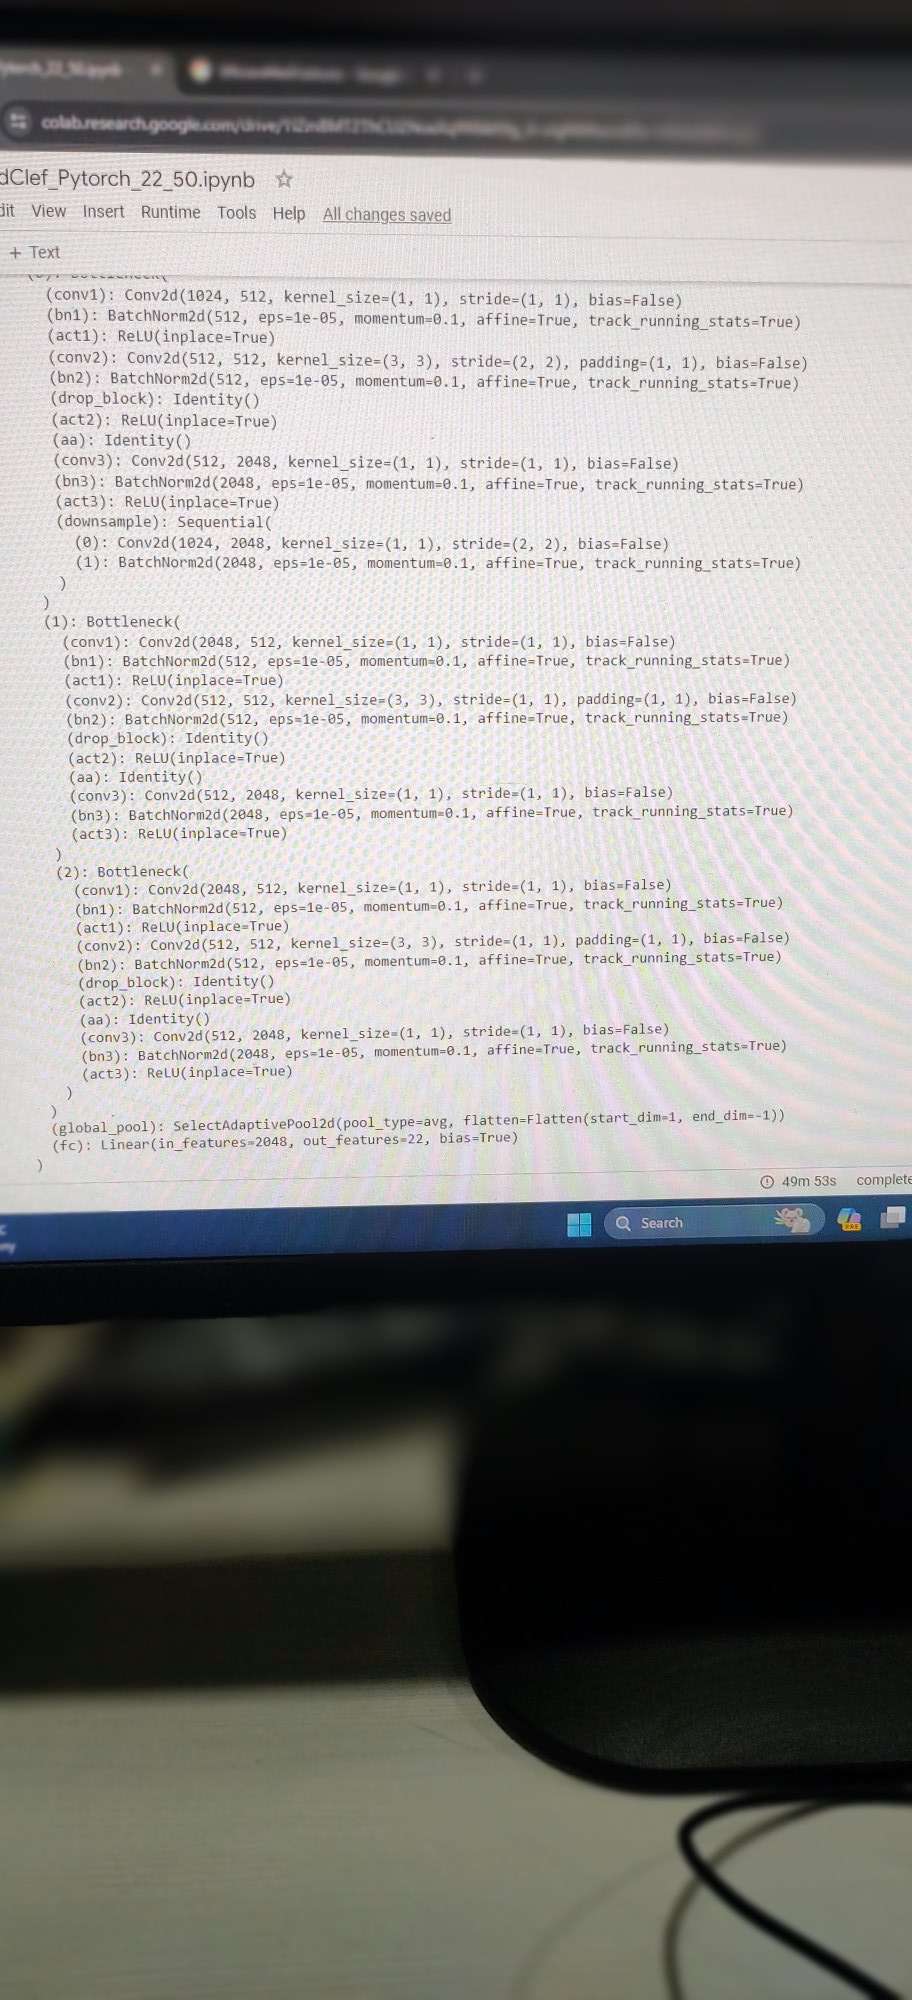 dClef_Pytorch_22_50.ipynb
dit View Insert Runtime Tools Help All changes saved
+ Text
(conv1): Conv2d(1024, 512, kernel_size=(1, 1), stride=(1, 1), bias=False)
(bn1): BatchNorm2d(512, eps=1e-05, momentum=0.1, affine=True, track_running_stats=True)
(act1): ReLU(inplace=True)
(conv2): Conv2d(512, 512, kernel_size=(3, 3), stride=(2, 2), padding=(1, 1), bias=False)
(bn2): BatchNorm2d(512, eps=1e-05, momentum=0.1, affine=True, track_running_stats=True)
(drop_block): Identity()
(act2): ReLU(inplace=True)
(aa): Identity()
(conv3): Conv2d(512, 2048, kernel_size=(1, 1), stride=(1, 1), bias=False)
(bn3): BatchNorm2d(2048, eps=1e-05, momentum=0.1, affine=True, track_running_stats=True)
(act3): ReLU(inplace=True)
(downsample): Sequential(
(0): Conv2d(1024, 2048, kernel_size=(1, 1), stride=(2, 2), bias=False)
(1): BatchNorm2d(2048, eps=1e-05, momentum=0.1, affine=True, track_running_stats=True)
)
)
(1): Bottleneck(
(conv1): Conv2d(2048, 512, kernel_size=(1, 1), stride=(1, 1), bias=False)
(bn1): BatchNorm2d(512, eps=1e-05, momentum=0.1, affine=True, track_running_stats=True)
(act1): ReLU(inplace=True)
(conv2): Conv2d(512, 512, kernel_size=(3, 3), stride=(1, 1), padding=(1, 1), bias=False)
(bn2): BatchNorm2d(512, eps=1e-05, momentum=0.1, affine=True, track_running_stats=True)
(drop_block): Identity()
(act2): ReLU(inplace=True)
(aa): Identity()
(conv3): Conv2d(512, 2048, kernel_size=(1, 1), stride=(1, 1), bias=False)
(bn3): BatchNorm2d(2048, eps=1e-05, momentum=0.1, affine=True, track_running_stats=True)
(act3): ReLU(inplace=True)
)
(2): Bottleneck(
(conv1): Conv2d(2048, 512, kernel_size=(1, 1), stride=(1, 1), bias=False)
(bn1): BatchNorm2d(512, eps=1e-05, momentum=0.1, affine=True, track_running_stats=True)
(act1): ReLU(inplace=True)
(conv2): Conv2d(512, 512, kernel_size=(3, 3), stride=(1, 1), padding=(1, 1), bias=False)
(bn2): BatchNorm2d(512, eps=1e-05, momentum=0.1, affine=True, track_running_stats=True)
(drop_block): Identity()
(act2): ReLU(inplace=True)
(aa): Identity()
(conv3): Conv2d(512, 2048, kernel_size=(1, 1), stride=(1, 1), bias=False)
(bn3): BatchNorm2d(2048, eps=1e-05, momentum=0.1, affine=True, track_running_stats=True)
(act3): ReLU(inplace=True)
)
)
(global_pool): SelectAdaptivePool2d(pool_type=avg, flatten=Flatten(start_dim=1, end_dim=-1))
(fc): Linear(in_features=2048, out_features=22, bias=True)
)
49m 53s complete
Search